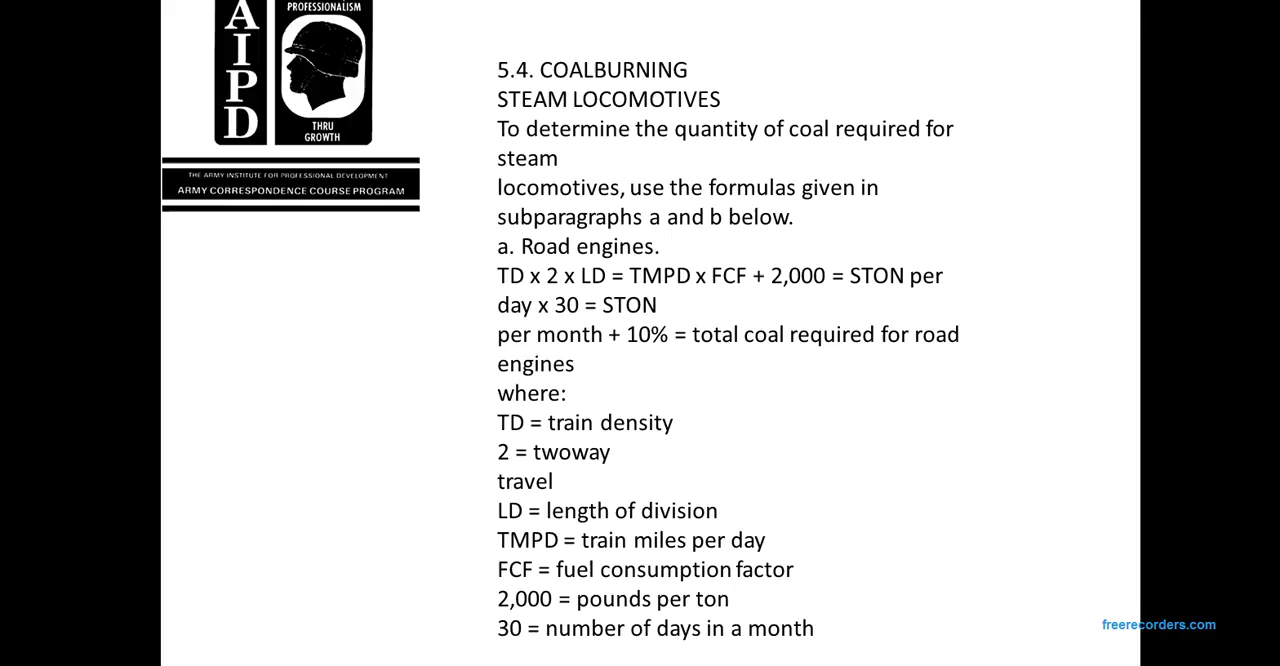 A
I
P
D
PROFESSIONALISM
THRU
GROWTH
THE ARMY INSTITUTE FOR PROFESSIONAL DEVELOPMENT
ARMY CORRESPONDENCE COURSE PROGRAM
5.4. COALBURNING
STEAM LOCOMOTIVES
To determine the quantity of coal required for
steam
locomotives, use the formulas given in
subparagraphs a and b below.
a. Road engines.
TD x 2 x LD = TMPD x FCF + 2,000 = STON per
day x 30 = STON
per month + 10% = total coal required for road
engines
where:
TD = train density
2 = twoway
travel
LD = length of division
TMPD = train miles per day
FCF = fuel consumption factor
2,000 = pounds per ton
30 = number of days in a month
freerecorders.com